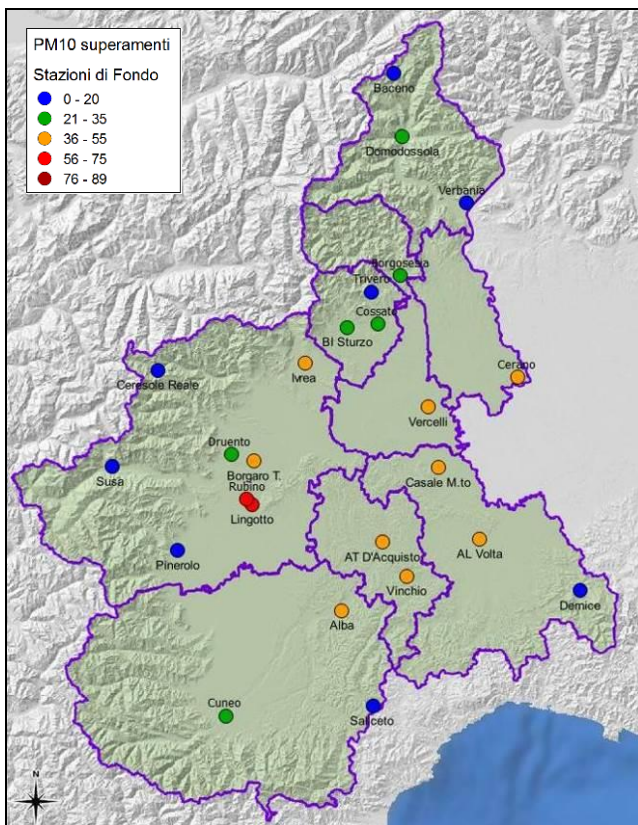 PM10 superamenti
Stazioni di Fondo
0 - 20
21 - 35
36 - 55
56 - 75
76 - 89
Baceno
Domodossola
Verbania
Borgosesia
Trivero
Cossato
BI Sturzo
Ivrea
Ceresole Reale
Cerano
Vercelli
Druento
Borgaro T.
Susa
Casale M.to
Rubino
Lingotto
Pinerolo
AT D'Acquisto
AL Volta
Vinchio
Dernice
Alba
Cuneo
Saliceto
N